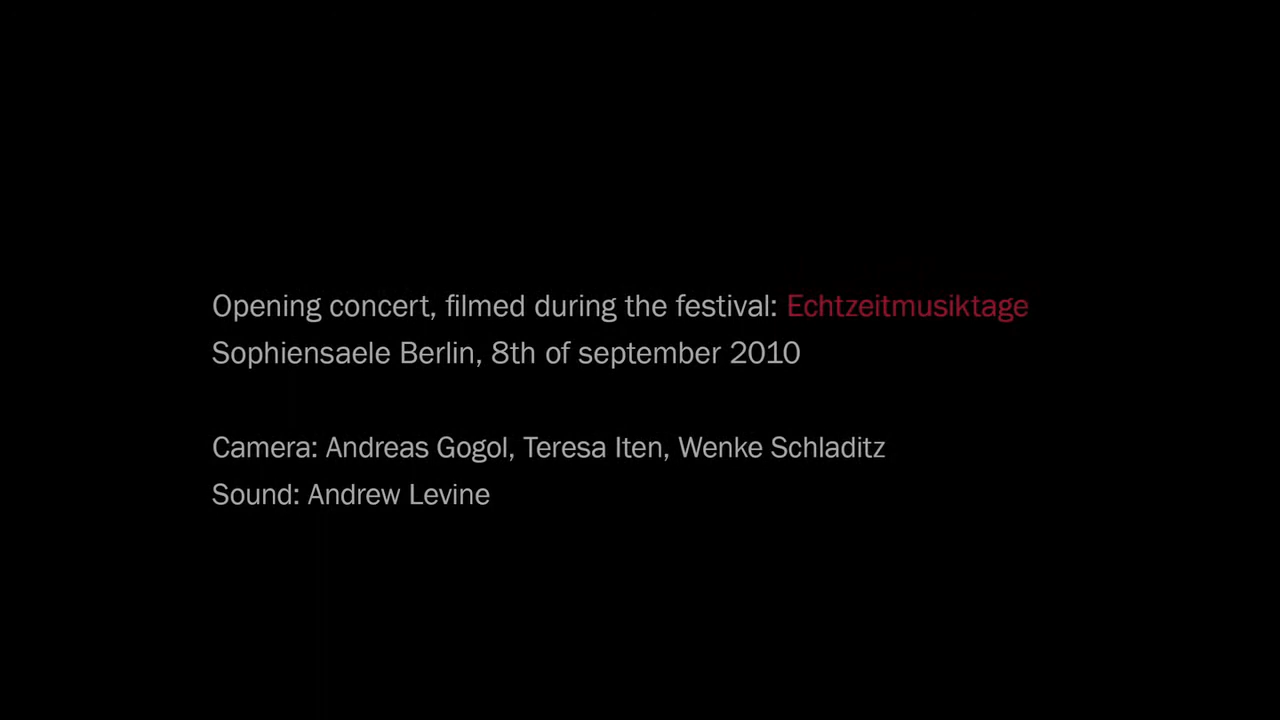 Opening concert, filmed during the festival: Echtzeitmusiktage
Sophiensaele Berlin, 8th of september 2010
Camera: Andreas Gogol, Teresa Iten, Wenke Schladitz
Sound: Andrew Levine